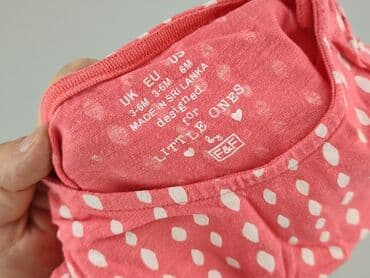 UK EU US
3-6M 3-6M 6M
MADE IN SRI LANKA
designed
for
LITTLE ONES
by
F&F